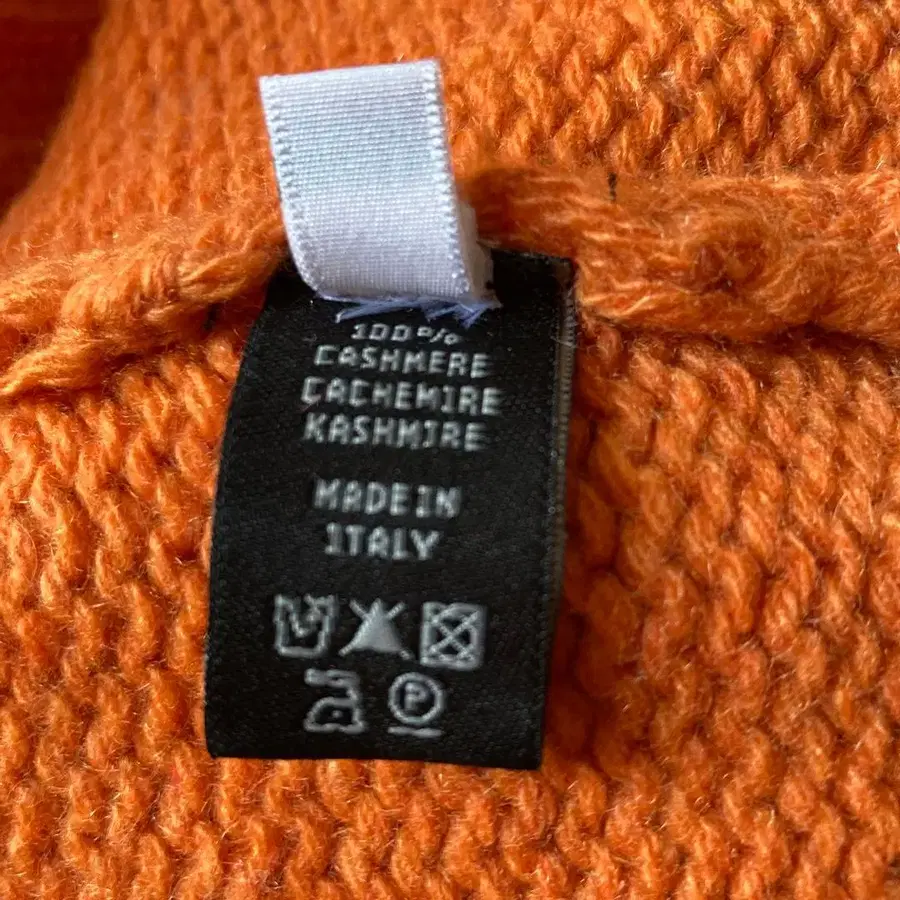 100%
CASHMERE
CACHEMIRE
KASHMIRE
MADE IN
ITALY
P